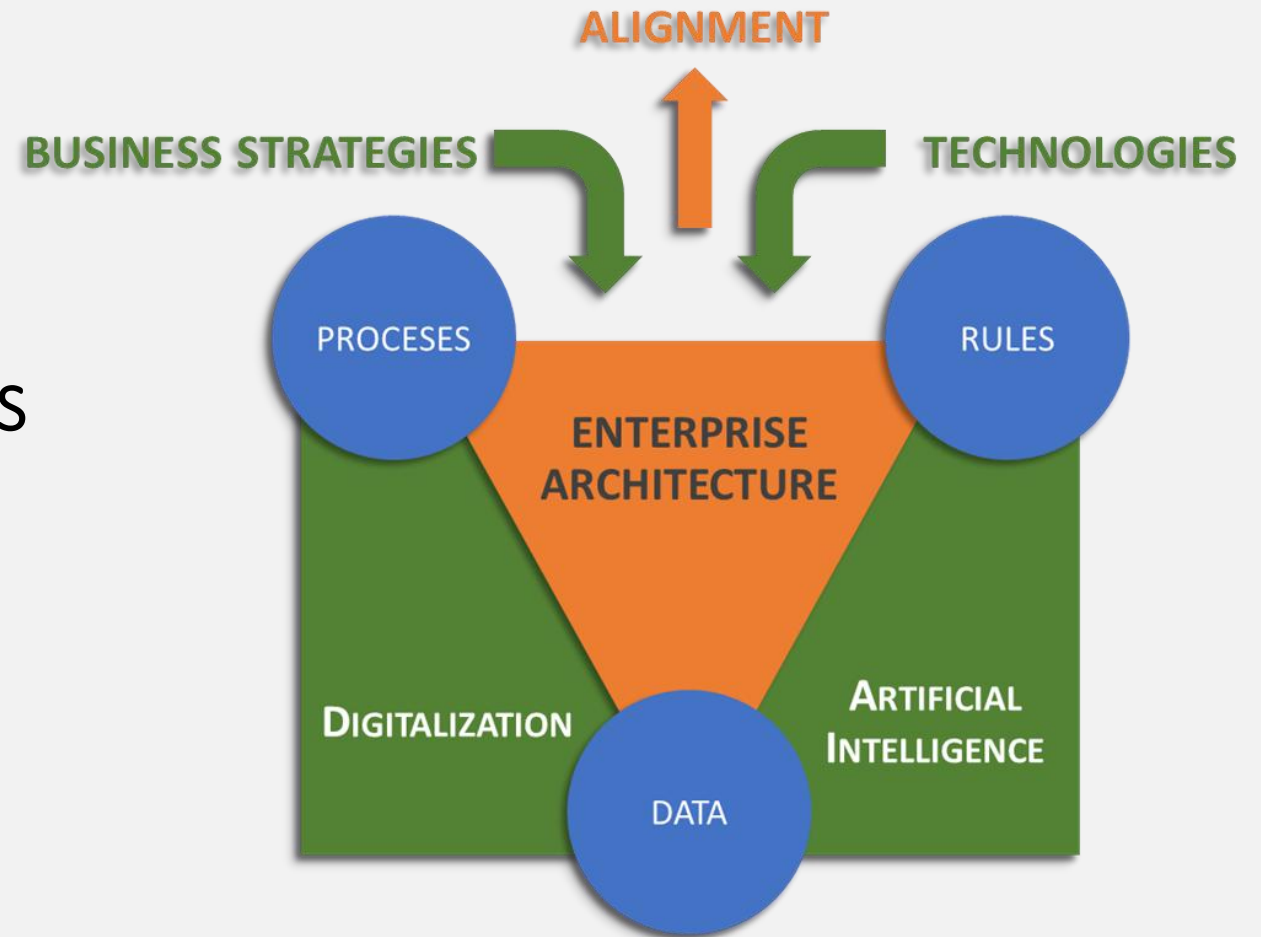 ALIGNMENT
BUSINESS STRATEGIES
TECHNOLOGIES
PROCESES
RULES
S
ENTERPRISE
ARCHITECTURE
DIGITALIZATION
ARTIFICIAL
INTELLIGENCE
DATA